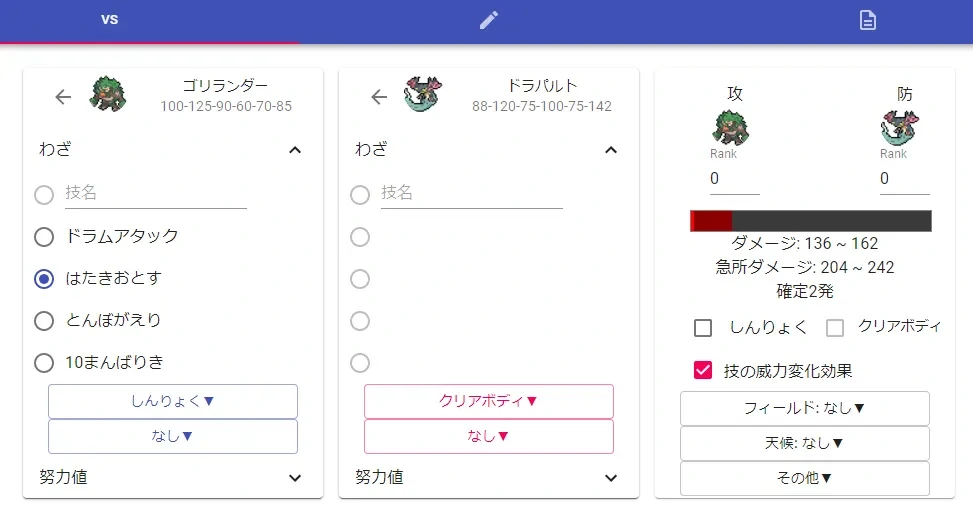 VS
ゴリランダー
100-125-90-60-70-85
わざ
技名
ドラムアタック
はたきおとす
とんぼがえり
10まんばりき
しんりょく▼
なし▼
努力値
ドラパルト
88-120-75-100-75-142
わざ
技名
クリアボディ▼
なし▼
努力値
攻 防
Rank Rank
0 0
ダメージ: 136 ~ 162
急所ダメージ: 204 ~ 242
確定2発
しんりょく クリアボディ
技の威力変化効果
フィールド: なし▼
天候: なし▼
その他▼